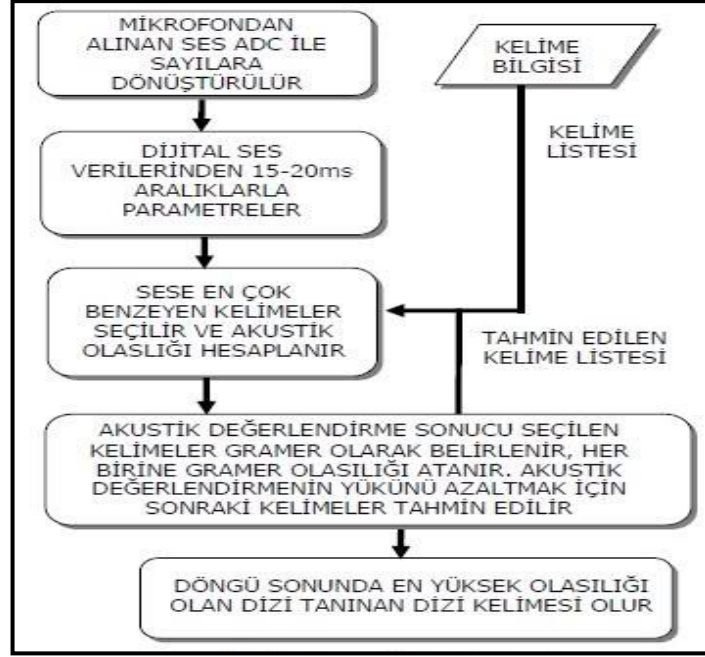 MİKROFONDAN
ALINAN SES ADC İLE
SAYILARA
DÖNÜŞTÜRÜLÜR
KELİME
BİLGİSİ
KELİME
LİSTESİ
DİJİTAL SES
VERİLERİNDEN 15-20ms
ARALIKLARLA
PARAMETRELER
SESE EN ÇOK
BENZEYEN KELİMELER
SEÇİLİR VE AKUSTİK
OLASLIĞI HESAPLANIR
TAHMİN EDİLEN
KELİME LİSTESİ
AKUSTİK DEĞERLENDİRME SONUCU SEÇİLEN
KELİMELER GRAMER OLARAK BELİRLENİR, HER
BİRİNE GRAMER OLASILIĞI ATANIR. AKUSTİK
DEĞERLENDİRMENİN YÜKÜNÜ AZALTMAK İÇİN
SONRAKİ KELİMELER TAHMİN EDİLİR
DÖNGÜ SONUNDA EN YÜKSEK OLASILIĞI
OLAN DİZİ TANINAN DİZİ KELİMESİ OLUR